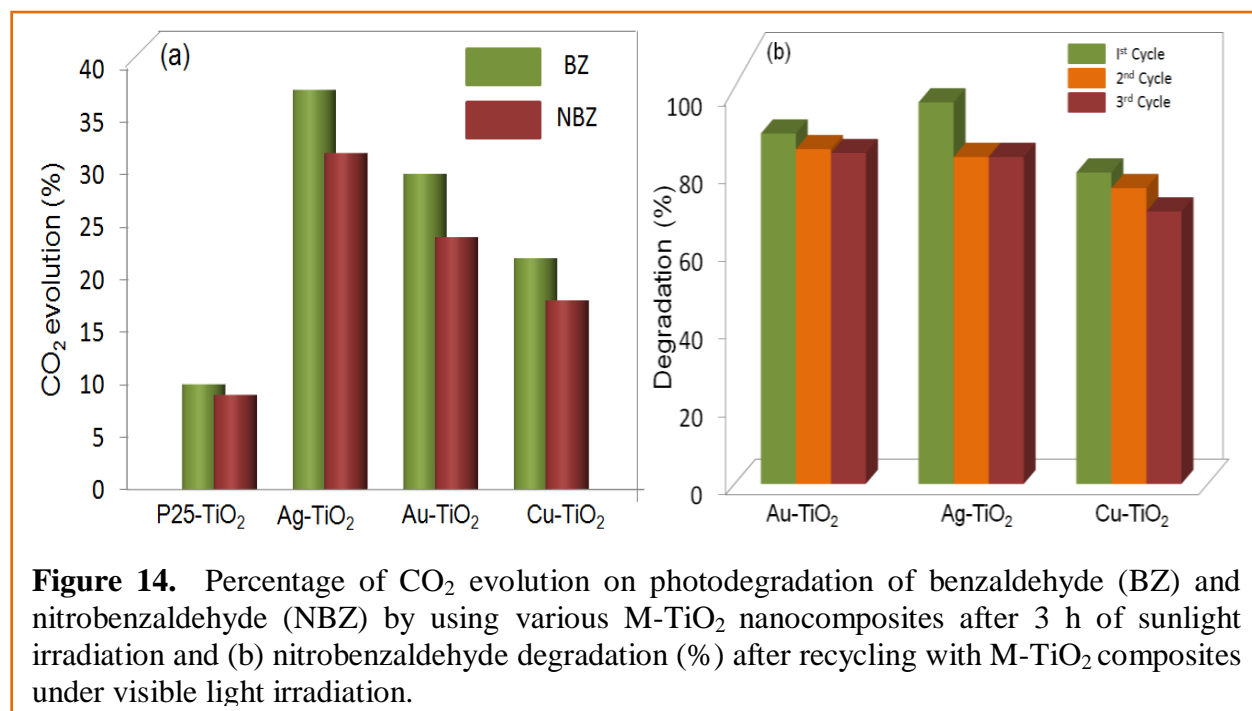 (a)
BZ
NBZ
40
35
30
25
20
15
10
5
0
CO₂ evolution (%)
P25-TiO₂ Ag-TiO₂ Au-TiO₂ Cu-TiO₂
(b)
Iˢᵗ Cycle
2ⁿᵈ Cycle
3ʳᵈ Cycle
100
80
60
40
20
0
Degradation (%)
Au-TiO₂ Ag-TiO₂ Cu-TiO₂
Figure 14. Percentage of CO₂ evolution on photodegradation of benzaldehyde (BZ) and
nitrobenzaldehyde (NBZ) by using various M-TiO₂ nanocomposites after 3 h of sunlight
irradiation and (b) nitrobenzaldehyde degradation (%) after recycling with M-TiO₂ composites
under visible light irradiation.